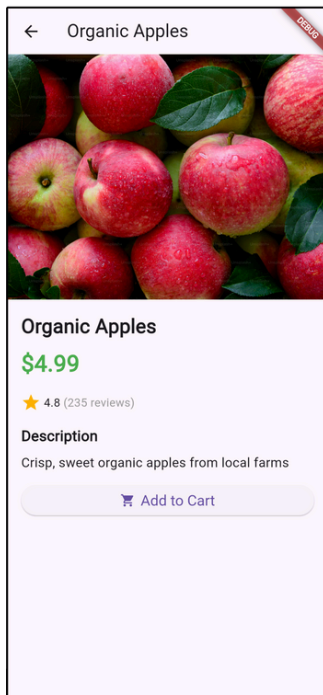 Organic Apples
DEBUG
Organic Apples
$4.99
4.8 (235 reviews)
Description
Crisp, sweet organic apples from local farms
Add to Cart